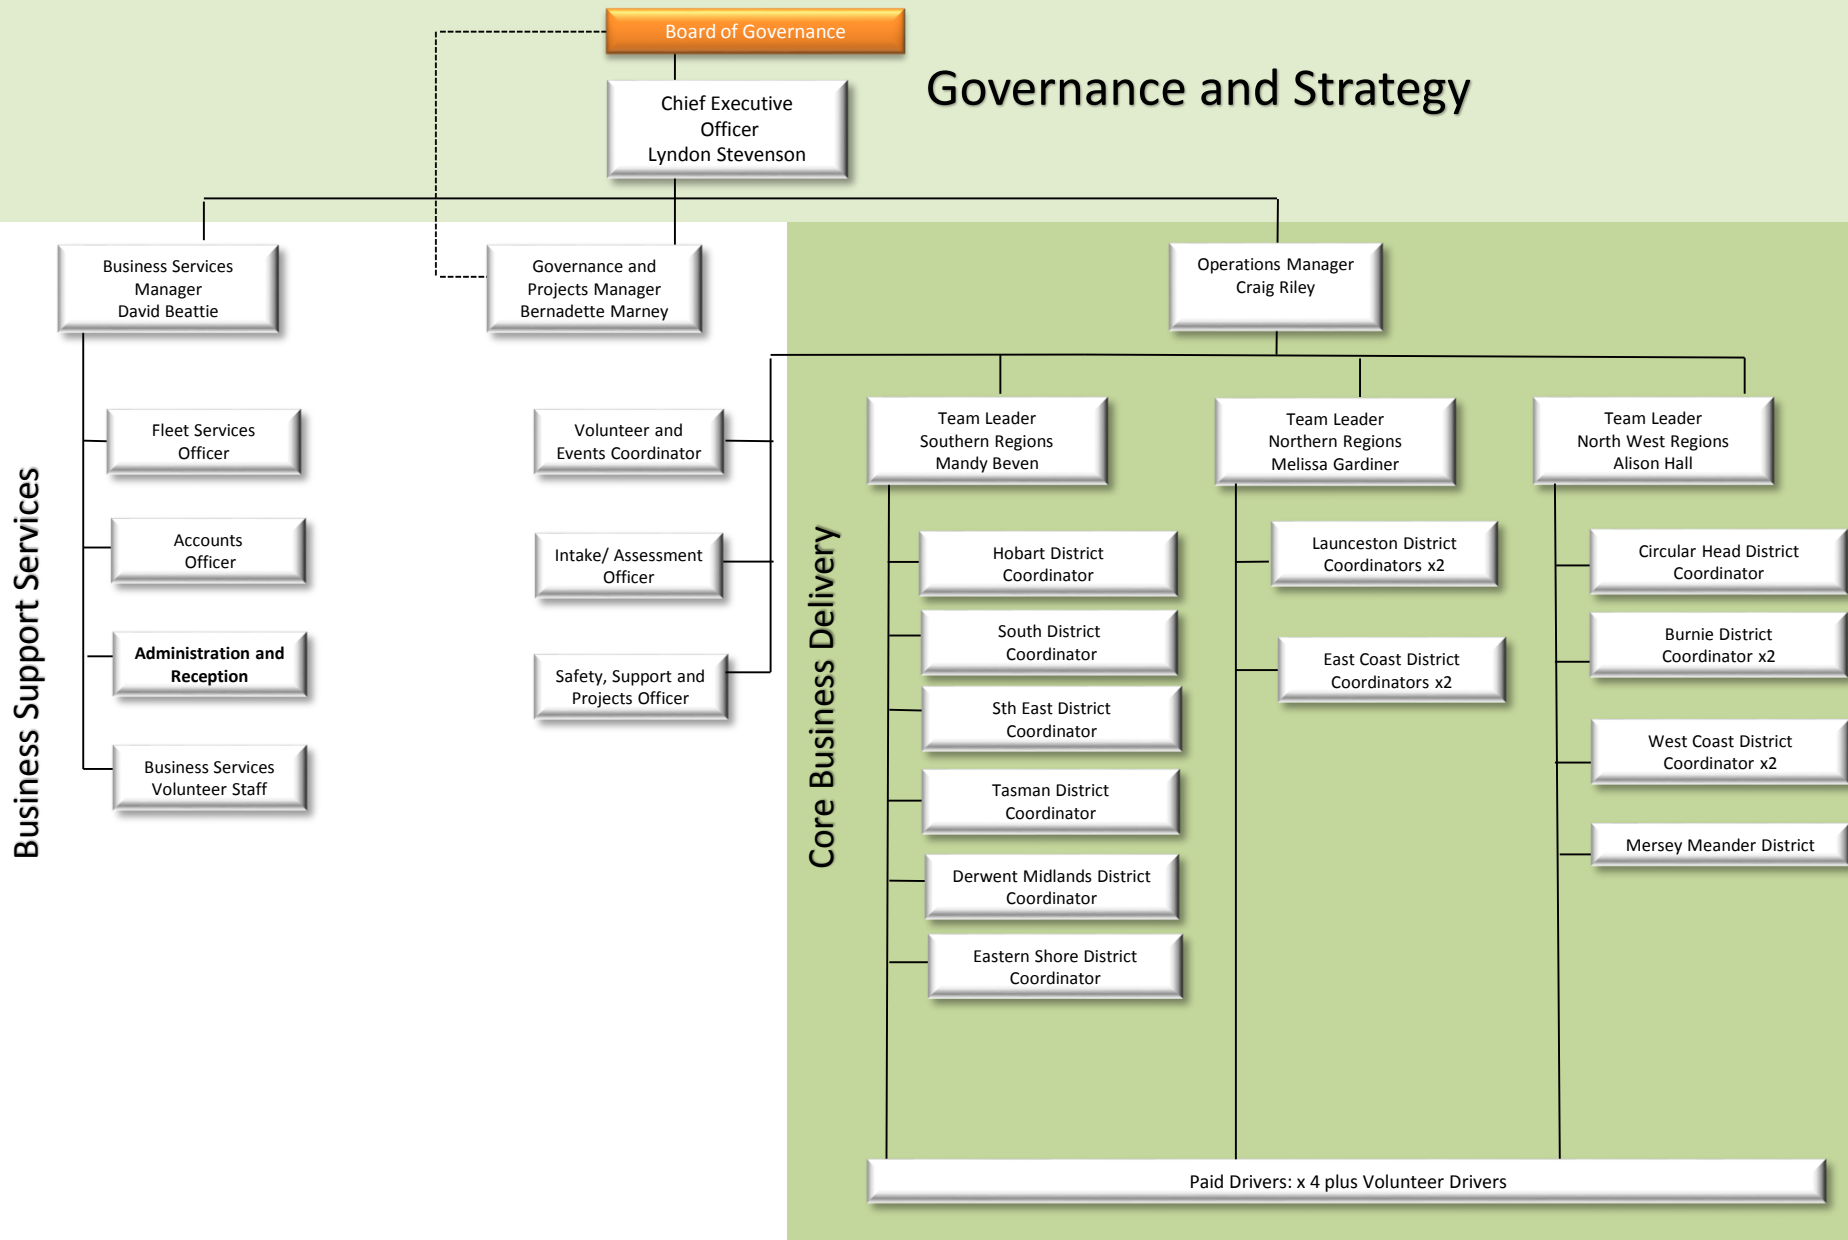 Board of Governance
Governance and Strategy
Chief Executive
Officer
Lyndon Stevenson
Business Services
Manager
David Beattie
Governance and
Projects Manager
Bernadette Marney
Operations Manager
Craig Riley
Business Support Services
Fleet Services
Officer
Accounts
Officer
Administration and
Reception
Business Services
Volunteer Staff
Volunteer and
Events Coordinator
Intake/ Assessment
Officer
Safety, Support and
Projects Officer
Core Business Delivery
Team Leader
Southern Regions
Mandy Beven
Hobart District
Coordinator
South District
Coordinator
Sth East District
Coordinator
Tasman District
Coordinator
Derwent Midlands District
Coordinator
Eastern Shore District
Coordinator
Team Leader
Northern Regions
Melissa Gardiner
Launceston District
Coordinators x2
East Coast District
Coordinators x2
Team Leader
North West Regions
Alison Hall
Circular Head District
Coordinator
Burnie District
Coordinator x2
West Coast District
Coordinator x2
Mersey Meander District
Paid Drivers: x 4 plus Volunteer Drivers